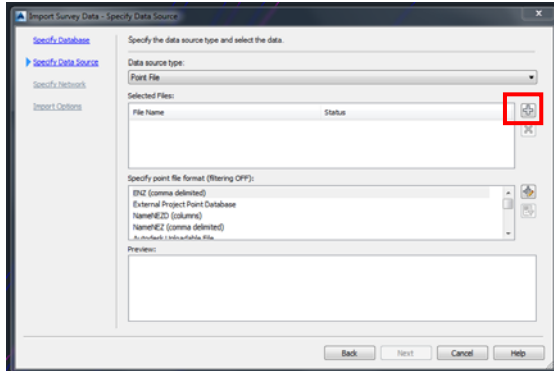 Import Survey Data - Specify Data Source
Specify Database
Specify the data source type and select the data.
Specify Data Source
Data source type:
Point File
Specify Network
Selected Files:
Import Options
File Name Status
Specify point file format (filtering OFF):
ENZ (comma delimited)
External Project Point Database
NameNEZD (columns)
NameNEZ (comma delimited)
Autodesk Uploadable File
Preview:
Back Next Cancel Help